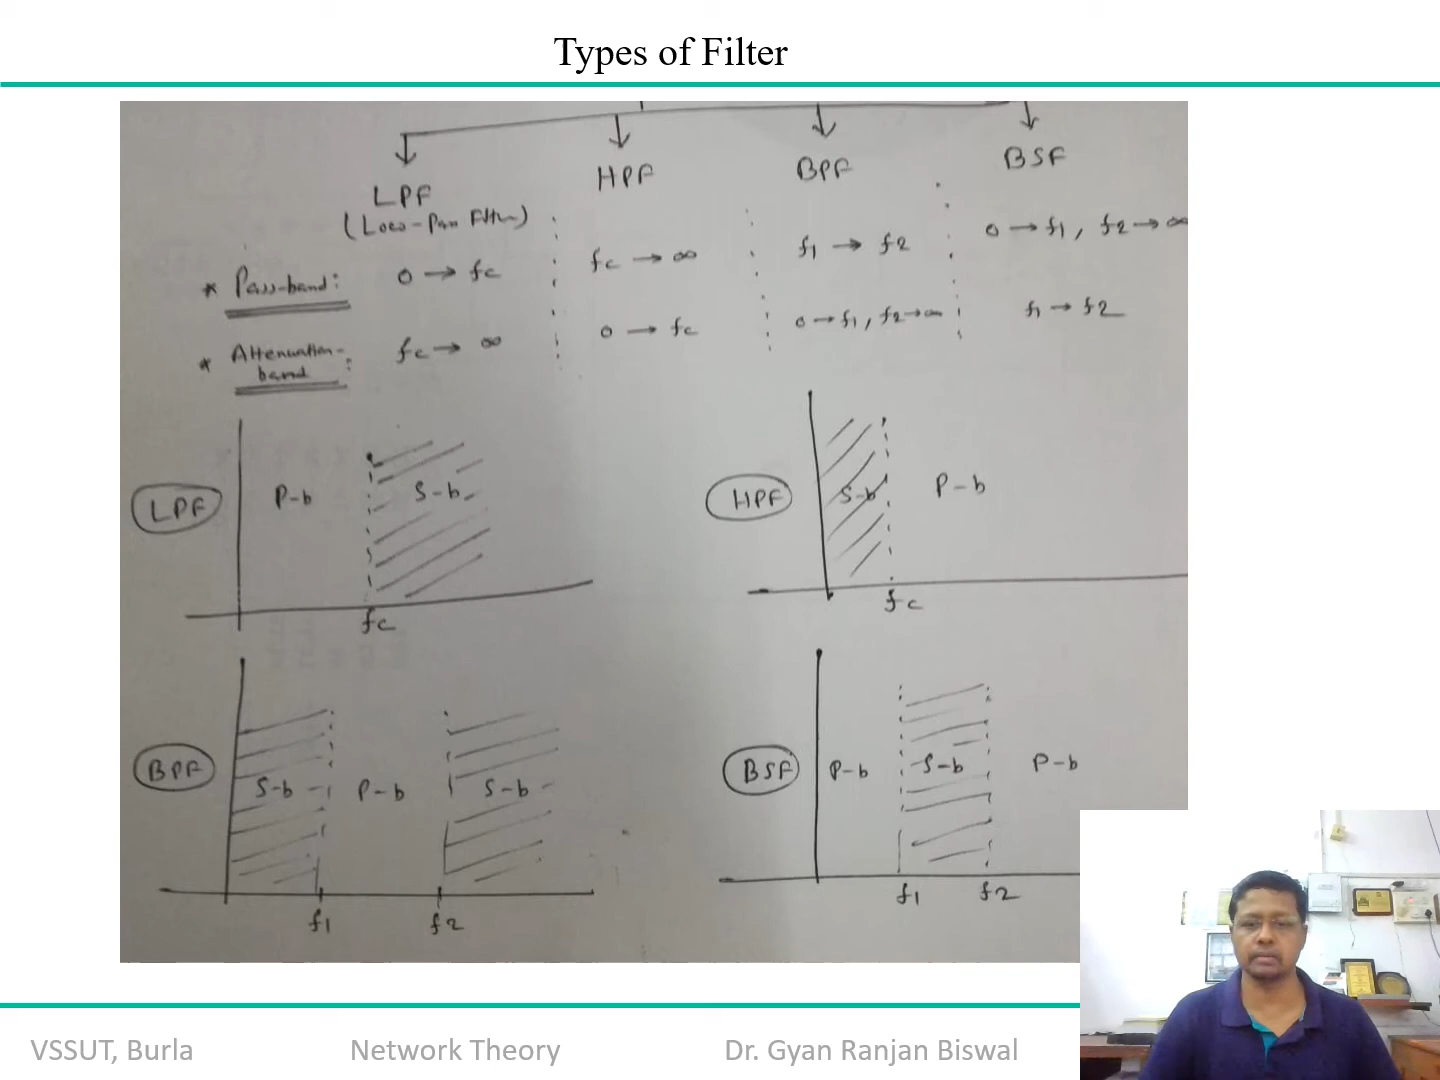 Types of Filter
LPF HPF BPF BSF
(Low-Pass Filter)
* Pass-band: 0 → fc fc → ∞ f1 → f2 0 → f1, f2 → ∞
* Attenuation-band: fc → ∞ 0 → fc 0 → f1, f2 → ∞ f1 → f2
LPF P-b S-b
fc
HPF S-b P-b
fc
BPF S-b P-b S-b
f1 f2
BSF P-b S-b P-b
f1 f2
VSSUT, Burla Network Theory Dr. Gyan Ranjan Biswal